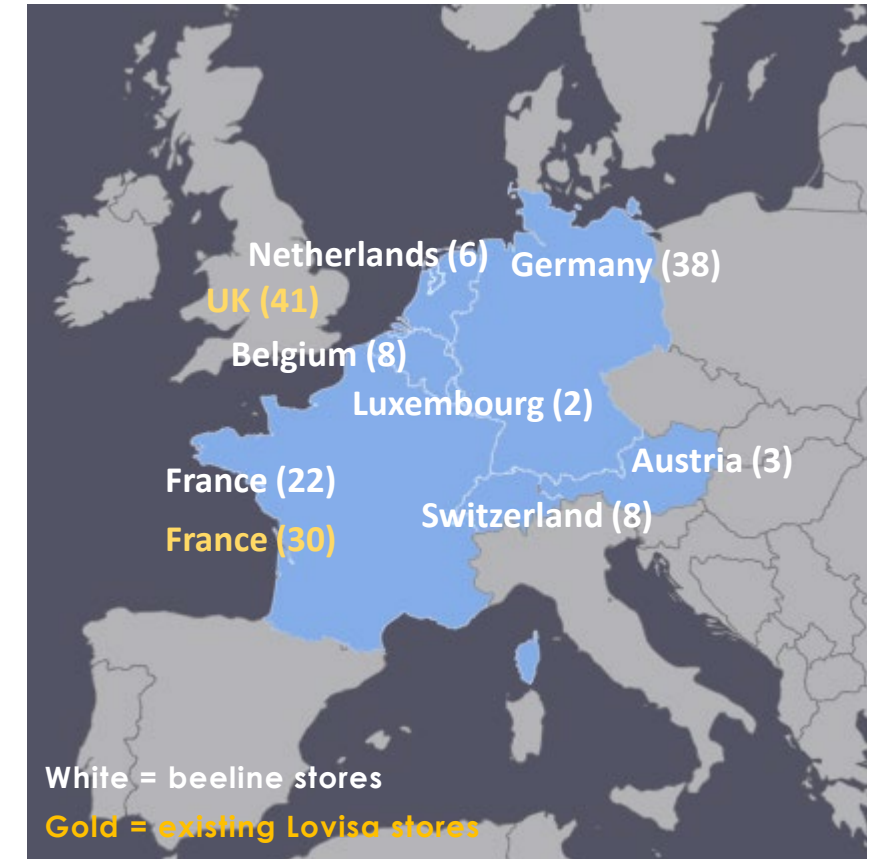 Netherlands (6)
Germany (38)
UK (41)
Belgium (8)
Luxembourg (2)
Austria (3)
France (22)
Switzerland (8)
France (30)
White = beeline stores
Gold = existing Lovisa stores